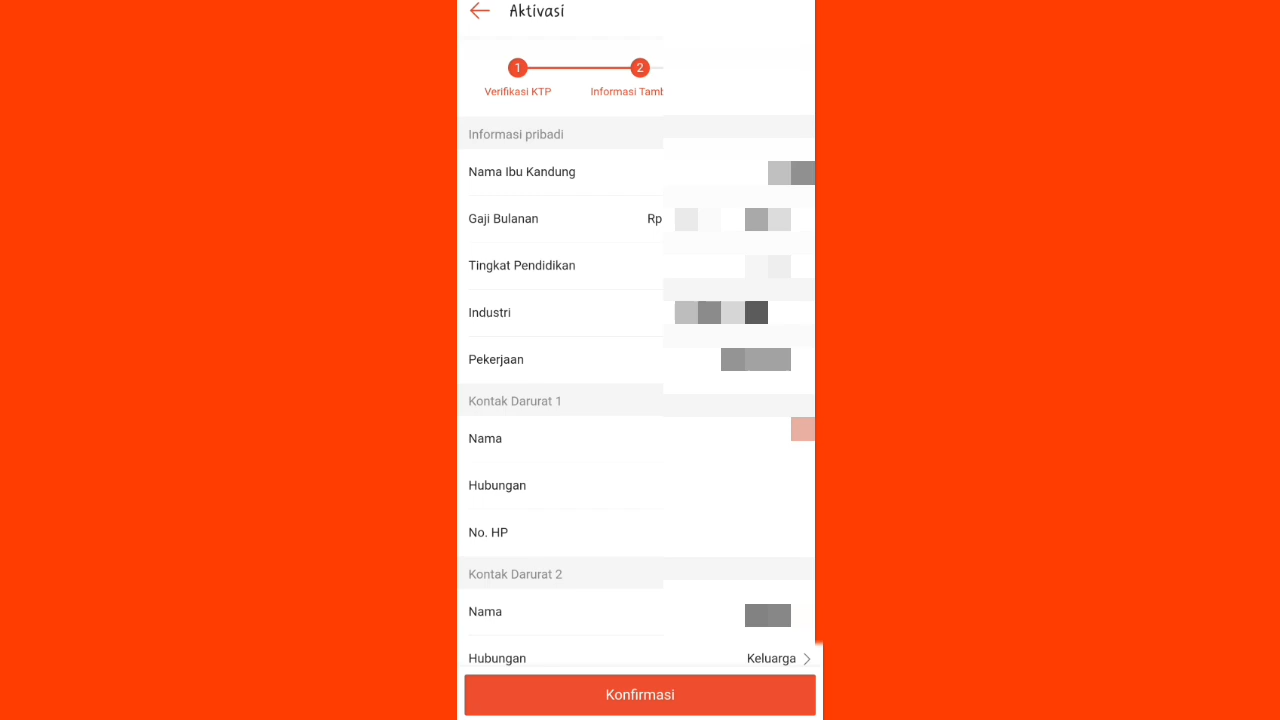 Aktivasi
1 2
Verifikasi KTP Informasi Tamb
Informasi pribadi
Nama Ibu Kandung
Gaji Bulanan Rp
Tingkat Pendidikan
Industri
Pekerjaan
Kontak Darurat 1
Nama
Hubungan
No. HP
Kontak Darurat 2
Nama
Hubungan Keluarga
Konfirmasi